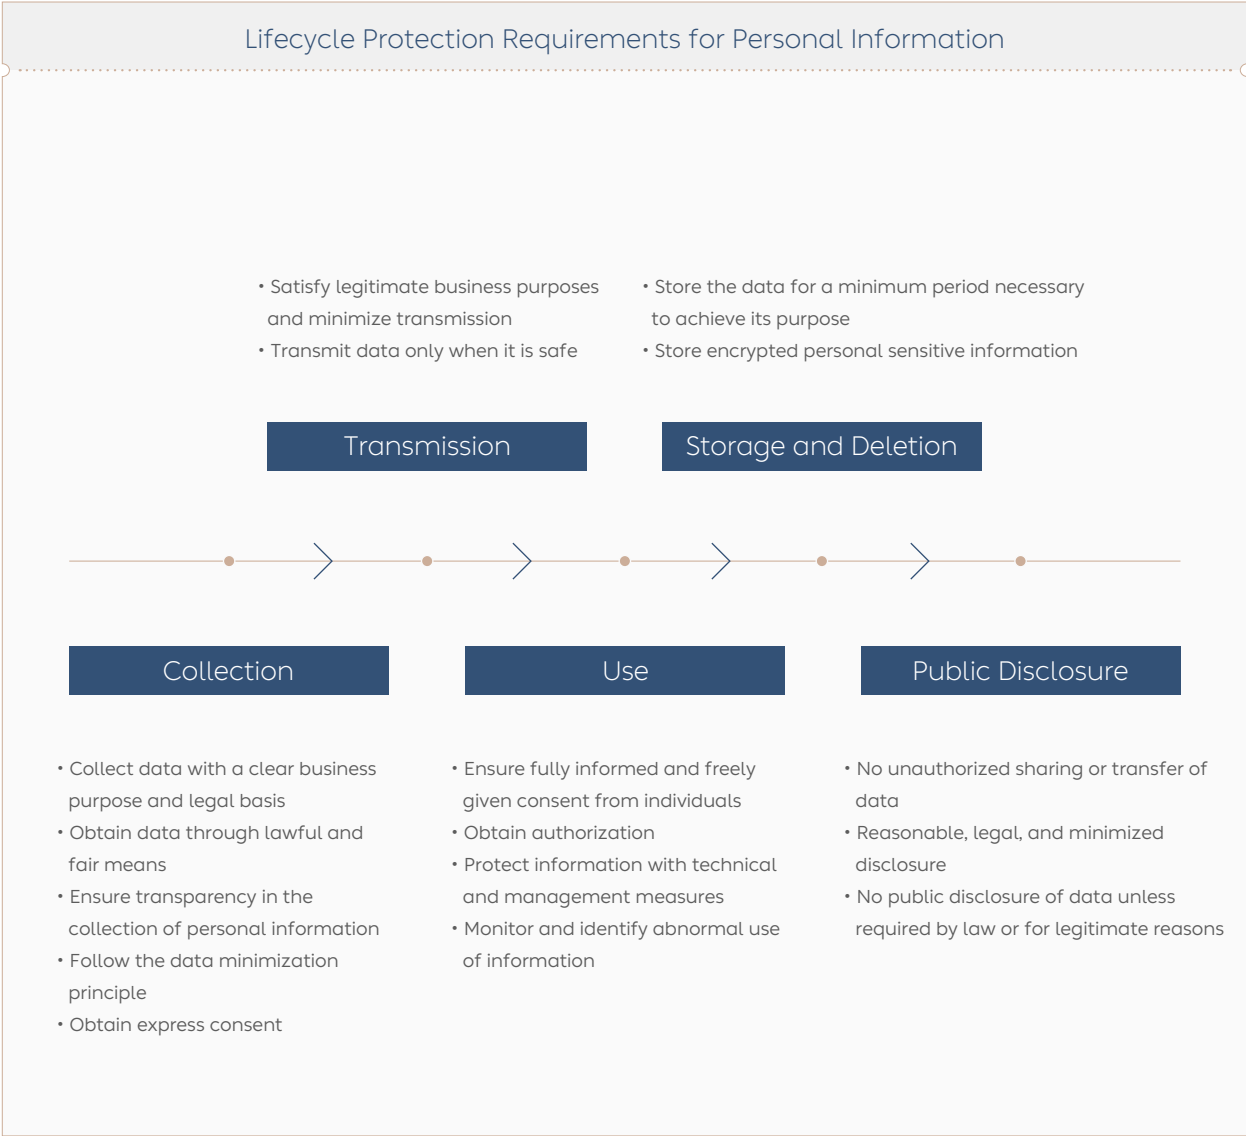 Lifecycle Protection Requirements for Personal Information
• Satisfy legitimate business purposes
and minimize transmission
• Transmit data only when it is safe
• Store the data for a minimum period necessary
to achieve its purpose
• Store encrypted personal sensitive information
Transmission
Storage and Deletion
Collection
Use
Public Disclosure
• Collect data with a clear business
purpose and legal basis
• Obtain data through lawful and
fair means
• Ensure transparency in the
collection of personal information
• Follow the data minimization
principle
• Obtain express consent
• Ensure fully informed and freely
given consent from individuals
• Obtain authorization
• Protect information with technical
and management measures
• Monitor and identify abnormal use
of information
• No unauthorized sharing or transfer of
data
• Reasonable, legal, and minimized
disclosure
• No public disclosure of data unless
required by law or for legitimate reasons